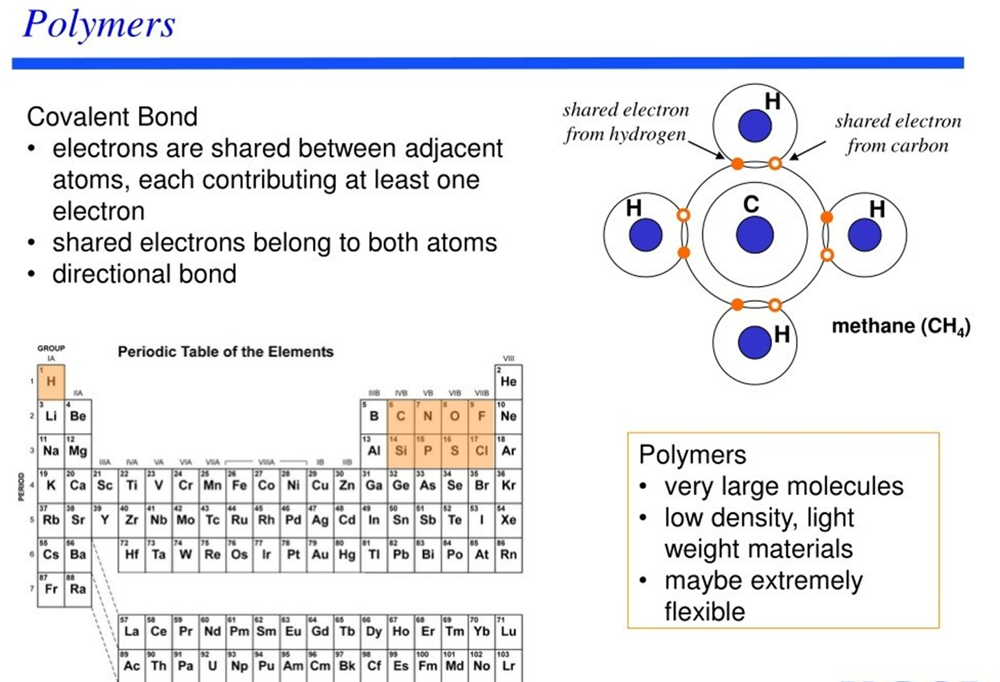 Polymers
Covalent Bond
• electrons are shared between adjacent
atoms, each contributing at least one
electron
• shared electrons belong to both atoms
• directional bond
shared electron
from hydrogen
shared electron
from carbon
H
H
C
H
H
methane (CH₄)
Periodic Table of the Elements
GROUP
IA
VIII
1 H
2 He
1
IIA
IIIB IVB VB VIB VIIB
2
3 Li 4 Be 5 B 6 C 7 N 8 O 9 F 10 Ne
3
11 Na 12 Mg 13 Al 14 Si 15 P 16 S 17 Cl 18 Ar
IIIA IVA VA VIA VIIA VIIIA IB IIB
PERIOD
4
19 K 20 Ca 21 Sc 22 Ti 23 V 24 Cr 25 Mn 26 Fe 27 Co 28 Ni 29 Cu 30 Zn 31 Ga 32 Ge 33 As 34 Se 35 Br 36 Kr
5
37 Rb 38 Sr 39 Y 40 Zr 41 Nb 42 Mo 43 Tc 44 Ru 45 Rh 46 Pd 47 Ag 48 Cd 49 In 50 Sn 51 Sb 52 Te 53 I 54 Xe
6
55 Cs 56 Ba 72 Hf 73 Ta 74 W 75 Re 76 Os 77 Ir 78 Pt 79 Au 80 Hg 81 Tl 82 Pb 83 Bi 84 Po 85 At 86 Rn
7
87 Fr 88 Ra
57 La 58 Ce 59 Pr 60 Nd 61 Pm 62 Sm 63 Eu 64 Gd 65 Tb 66 Dy 67 Ho 68 Er 69 Tm 70 Yb 71 Lu
89 Ac 90 Th 91 Pa 92 U 93 Np 94 Pu 95 Am 96 Cm 97 Bk 98 Cf 99 Es 100 Fm 101 Md 102 No 103 Lr
Polymers
• very large molecules
• low density, light
weight materials
• maybe extremely
flexible